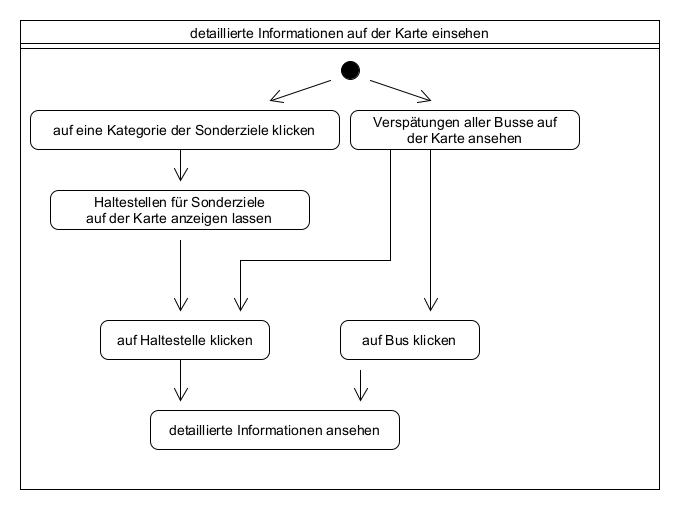 detaillierte Informationen auf der Karte einsehen
auf eine Kategorie der Sonderziele klicken
Verspätungen aller Busse auf
der Karte ansehen
Haltestellen für Sonderziele
auf der Karte anzeigen lassen
auf Haltestelle klicken
auf Bus klicken
detaillierte Informationen ansehen